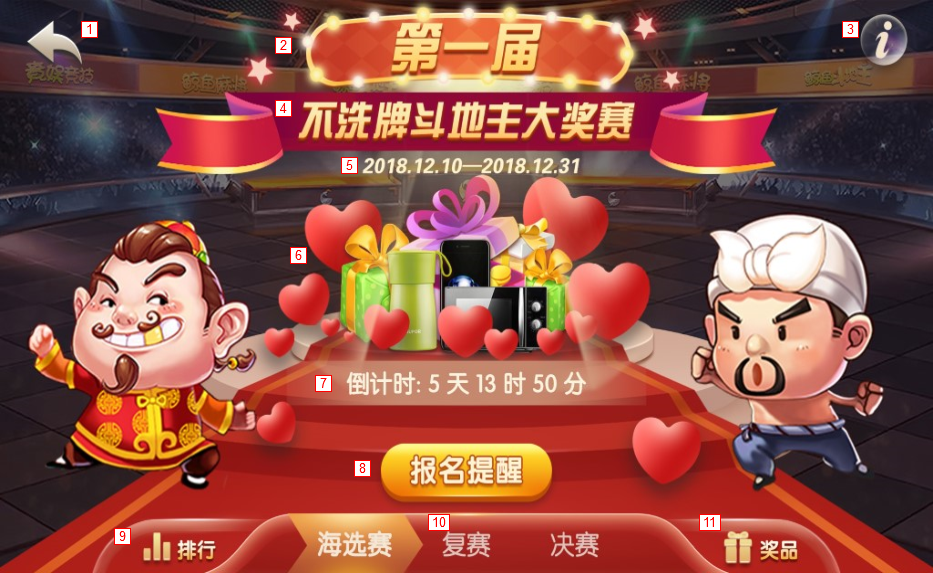 1
2
第一届
3
4
不洗牌斗地主大奖赛
5
2018.12.10—2018.12.31
6
7
倒计时: 5 天 13 时 50 分
8
报名提醒
9
排行
海选赛
10
复赛
决赛
11
奖品